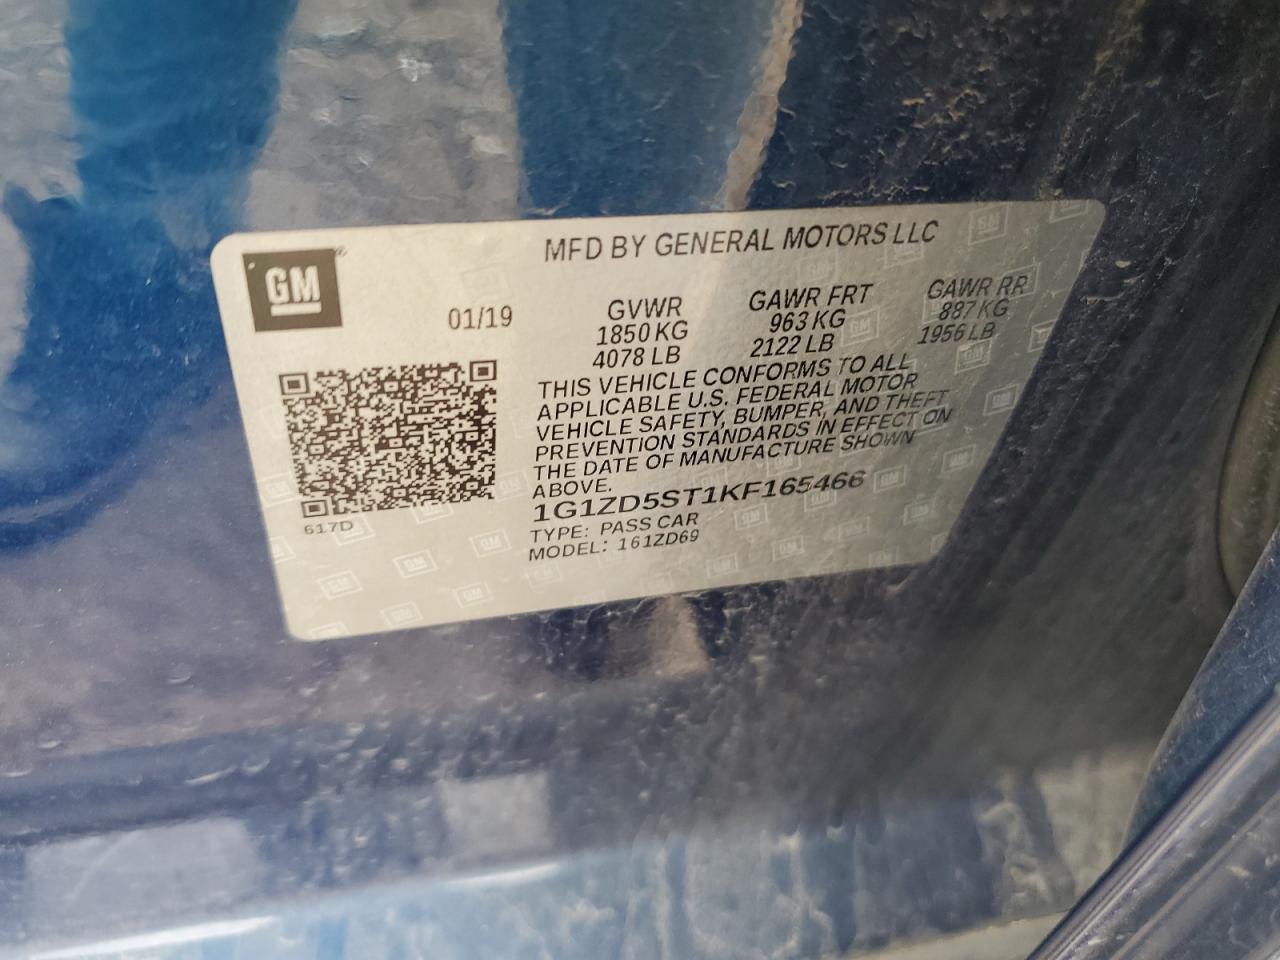 GM
MFD BY GENERAL MOTORS LLC
01/19
GVWR
1850 KG
4078 LB
GAWR FRT
963 KG
2122 LB
GAWR RR
887 KG
1956 LB
THIS VEHICLE CONFORMS TO ALL
APPLICABLE U.S. FEDERAL MOTOR
VEHICLE SAFETY, BUMPER, AND THEFT
PREVENTION STANDARDS IN EFFECT ON
THE DATE OF MANUFACTURE SHOWN
ABOVE.
1G1ZD5ST1KF165466
TYPE: PASS CAR
MODEL: 161ZD69
617D